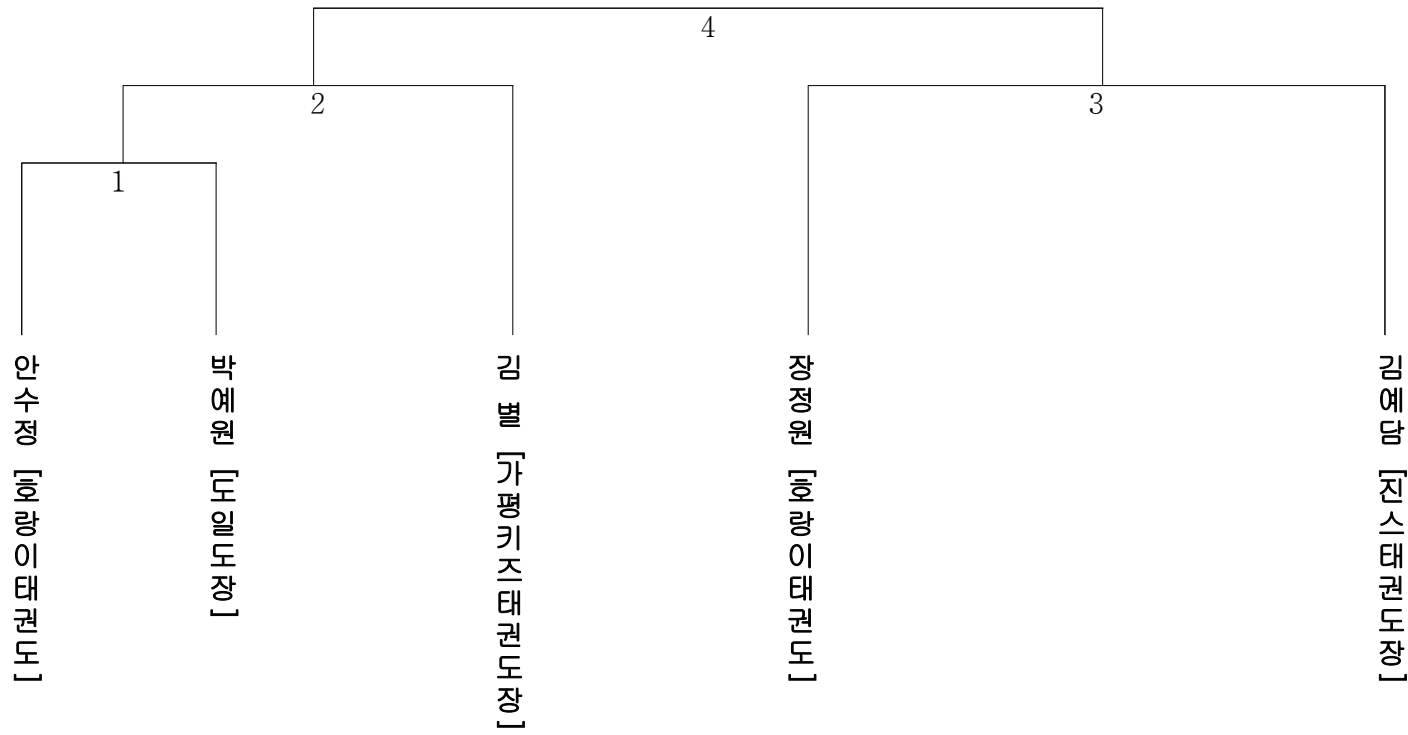 4
2
3
1
안수정 [호랑이태권도]
박예원 [도일도장]
김 별 [가평키즈태권도장]
장정원 [호랑이태권도]
김예담 [진스태권도장]